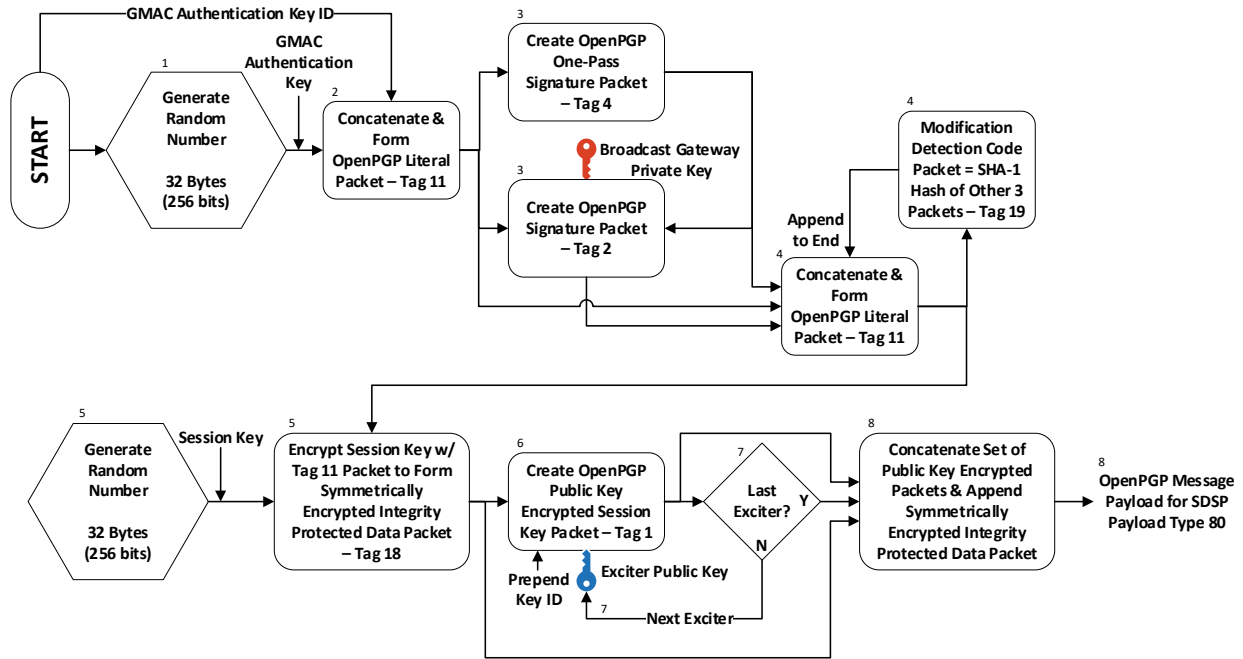 GMAC Authentication Key ID
START
1
Generate
Random
Number
32 Bytes
(256 bits)
GMAC
Authentication
Key
2
Concatenate &
Form
OpenPGP Literal
Packet – Tag 11
3
Create OpenPGP
One-Pass
Signature Packet
– Tag 4
Broadcast Gateway
Private Key
3
Create OpenPGP
Signature Packet
– Tag 2
4
Modification
Detection Code
Packet = SHA-1
Hash of Other 3
Packets – Tag 19
Append
to End
4
Concatenate &
Form
OpenPGP Literal
Packet – Tag 11
5
Generate
Random
Number
32 Bytes
(256 bits)
Session Key
5
Encrypt Session Key w/
Tag 11 Packet to Form
Symmetrically
Encrypted Integrity
Protected Data Packet
– Tag 18
6
Create OpenPGP
Public Key
Encrypted Session
Key Packet – Tag 1
Prepend
Key ID
Exciter Public Key
7
Next Exciter
7
Last
Exciter?
Y
N
8
Concatenate Set of
Public Key Encrypted
Packets & Append
Symmetrically
Encrypted Integrity
Protected Data Packet
8
OpenPGP Message
Payload for SDSP
Payload Type 80